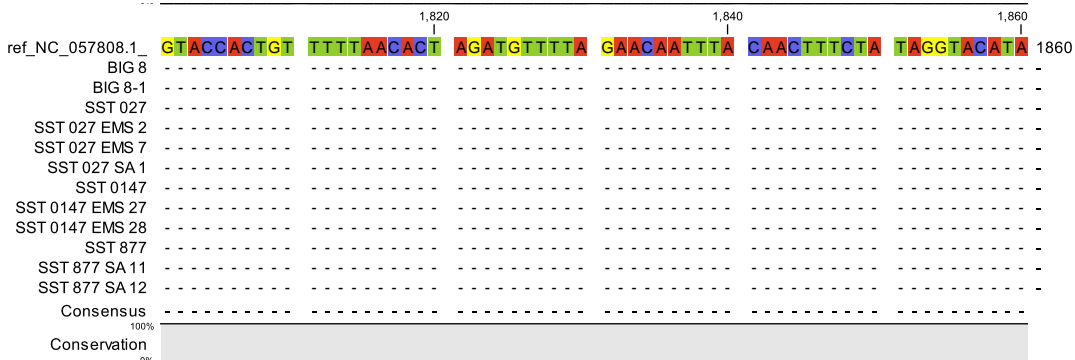 1,820 1,840 1,860
ref_NC_057808.1_ GTACCACTGT TTTTAACACT AGATGTTTTA GAACAATTTA CAACTTTCTA TAGGTACATA 1860
BIG 8 - - - - - - - - - - - - - - - - - - - - - - - - - - - - - - - - - - - - - - - - - - - - - - - - - - - - - - - - - - - - -
BIG 8-1 - - - - - - - - - - - - - - - - - - - - - - - - - - - - - - - - - - - - - - - - - - - - - - - - - - - - - - - - - - - - -
SST 027 - - - - - - - - - - - - - - - - - - - - - - - - - - - - - - - - - - - - - - - - - - - - - - - - - - - - - - - - - - - - -
SST 027 EMS 2 - - - - - - - - - - - - - - - - - - - - - - - - - - - - - - - - - - - - - - - - - - - - - - - - - - - - - - - - - - - - -
SST 027 EMS 7 - - - - - - - - - - - - - - - - - - - - - - - - - - - - - - - - - - - - - - - - - - - - - - - - - - - - - - - - - - - - -
SST 027 SA 1 - - - - - - - - - - - - - - - - - - - - - - - - - - - - - - - - - - - - - - - - - - - - - - - - - - - - - - - - - - - - -
SST 0147 - - - - - - - - - - - - - - - - - - - - - - - - - - - - - - - - - - - - - - - - - - - - - - - - - - - - - - - - - - - - -
SST 0147 EMS 27 - - - - - - - - - - - - - - - - - - - - - - - - - - - - - - - - - - - - - - - - - - - - - - - - - - - - - - - - - - - - -
SST 0147 EMS 28 - - - - - - - - - - - - - - - - - - - - - - - - - - - - - - - - - - - - - - - - - - - - - - - - - - - - - - - - - - - - -
SST 877 - - - - - - - - - - - - - - - - - - - - - - - - - - - - - - - - - - - - - - - - - - - - - - - - - - - - - - - - - - - - -
SST 877 SA 11 - - - - - - - - - - - - - - - - - - - - - - - - - - - - - - - - - - - - - - - - - - - - - - - - - - - - - - - - - - - - -
SST 877 SA 12 - - - - - - - - - - - - - - - - - - - - - - - - - - - - - - - - - - - - - - - - - - - - - - - - - - - - - - - - - - - - -
Consensus - - - - - - - - - - - - - - - - - - - - - - - - - - - - - - - - - - - - - - - - - - - - - - - - - - - - - - - - - - - -
100%
Conservation